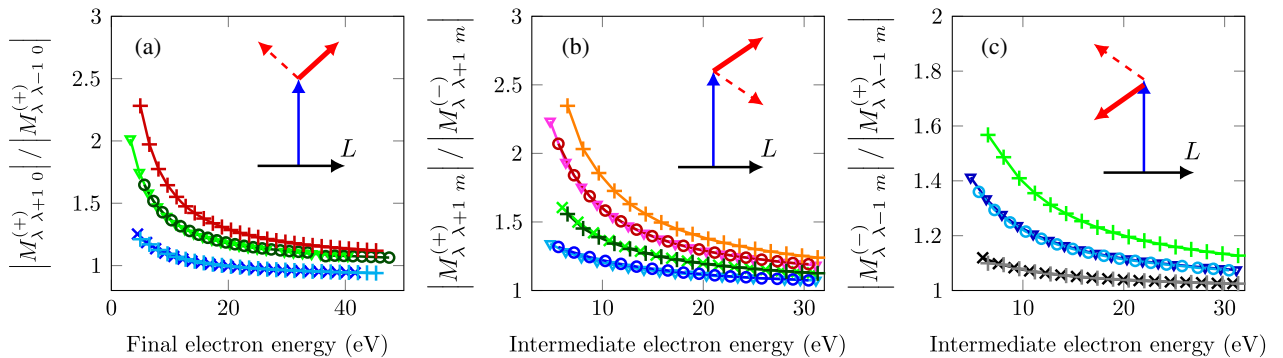 |M^{(+)}_{λ λ+1 0}| / |M^{(+)}_{λ λ−1 0}|
3
2.5
2
1.5
1
(a)
L
0
20
40
Final electron energy (eV)
|M^{(+)}_{λ λ+1 m}| / |M^{(−)}_{λ λ+1 m}|
3
2.5
2
1.5
1
(b)
L
10
20
30
Intermediate electron energy (eV)
|M^{(−)}_{λ λ−1 m}| / |M^{(+)}_{λ λ−1 m}|
2
1.8
1.6
1.4
1.2
1
(c)
L
10
20
30
Intermediate electron energy (eV)